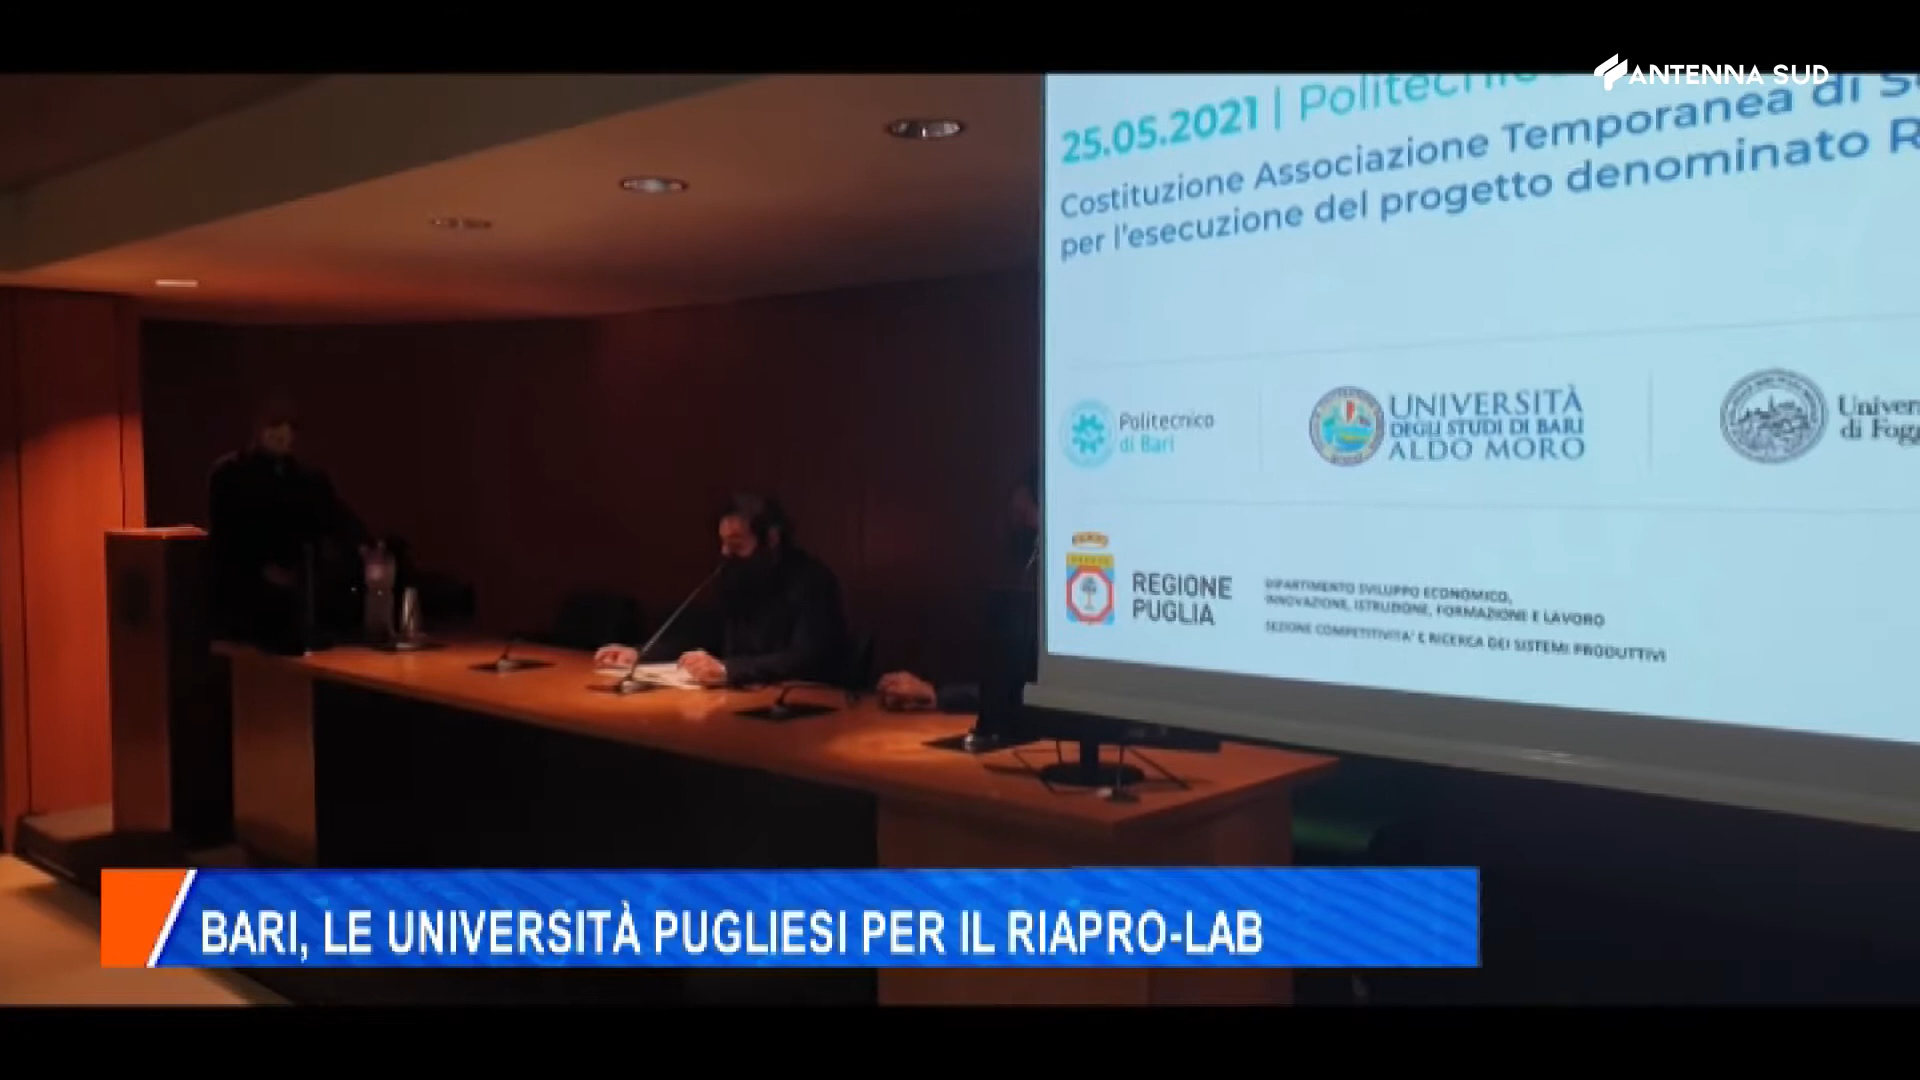 ANTENNA SUD
25.05.2021 | Politecnico
Costituzione Associazione Temporanea di
per l'esecuzione del progetto denominato
Politecnico
di Bari
UNIVERSITÀ
DEGLI STUDI DI BARI
ALDO MORO
di
REGIONE
PUGLIA
DIPARTIMENTO SVILUPPO ECONOMICO,
INNOVAZIONE, ISTRUZIONE, FORMAZIONE E LAVORO
SEZIONE COMPETITIVITA' E RICERCA DEI SISTEMI PRODUTTIVI
BARI, LE UNIVERSITÀ PUGLIESI PER IL RIAPRO-LAB